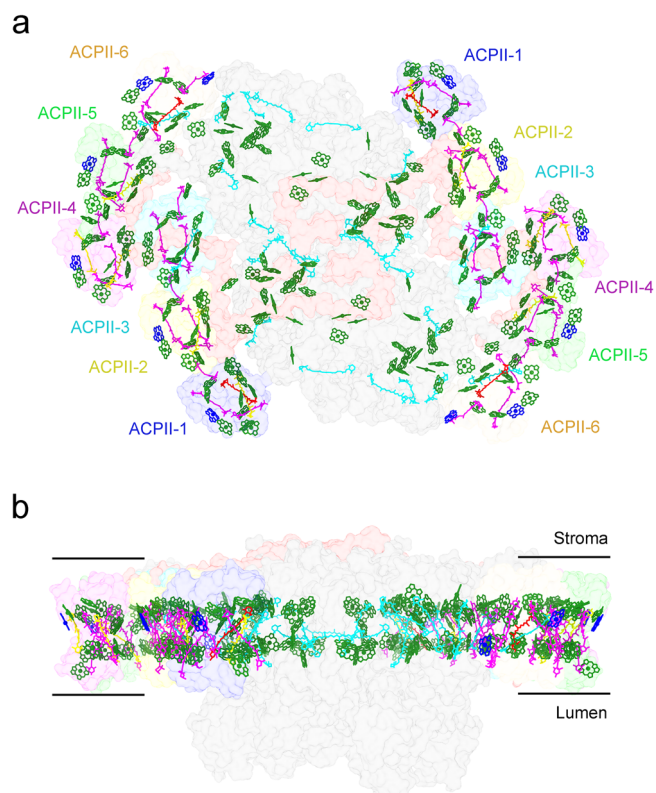 a
ACPII-6
ACPII-1
ACPII-5
ACPII-2
ACPII-3
ACPII-4
ACPII-4
ACPII-3
ACPII-2
ACPII-5
ACPII-1
ACPII-6
b
Stroma
Lumen